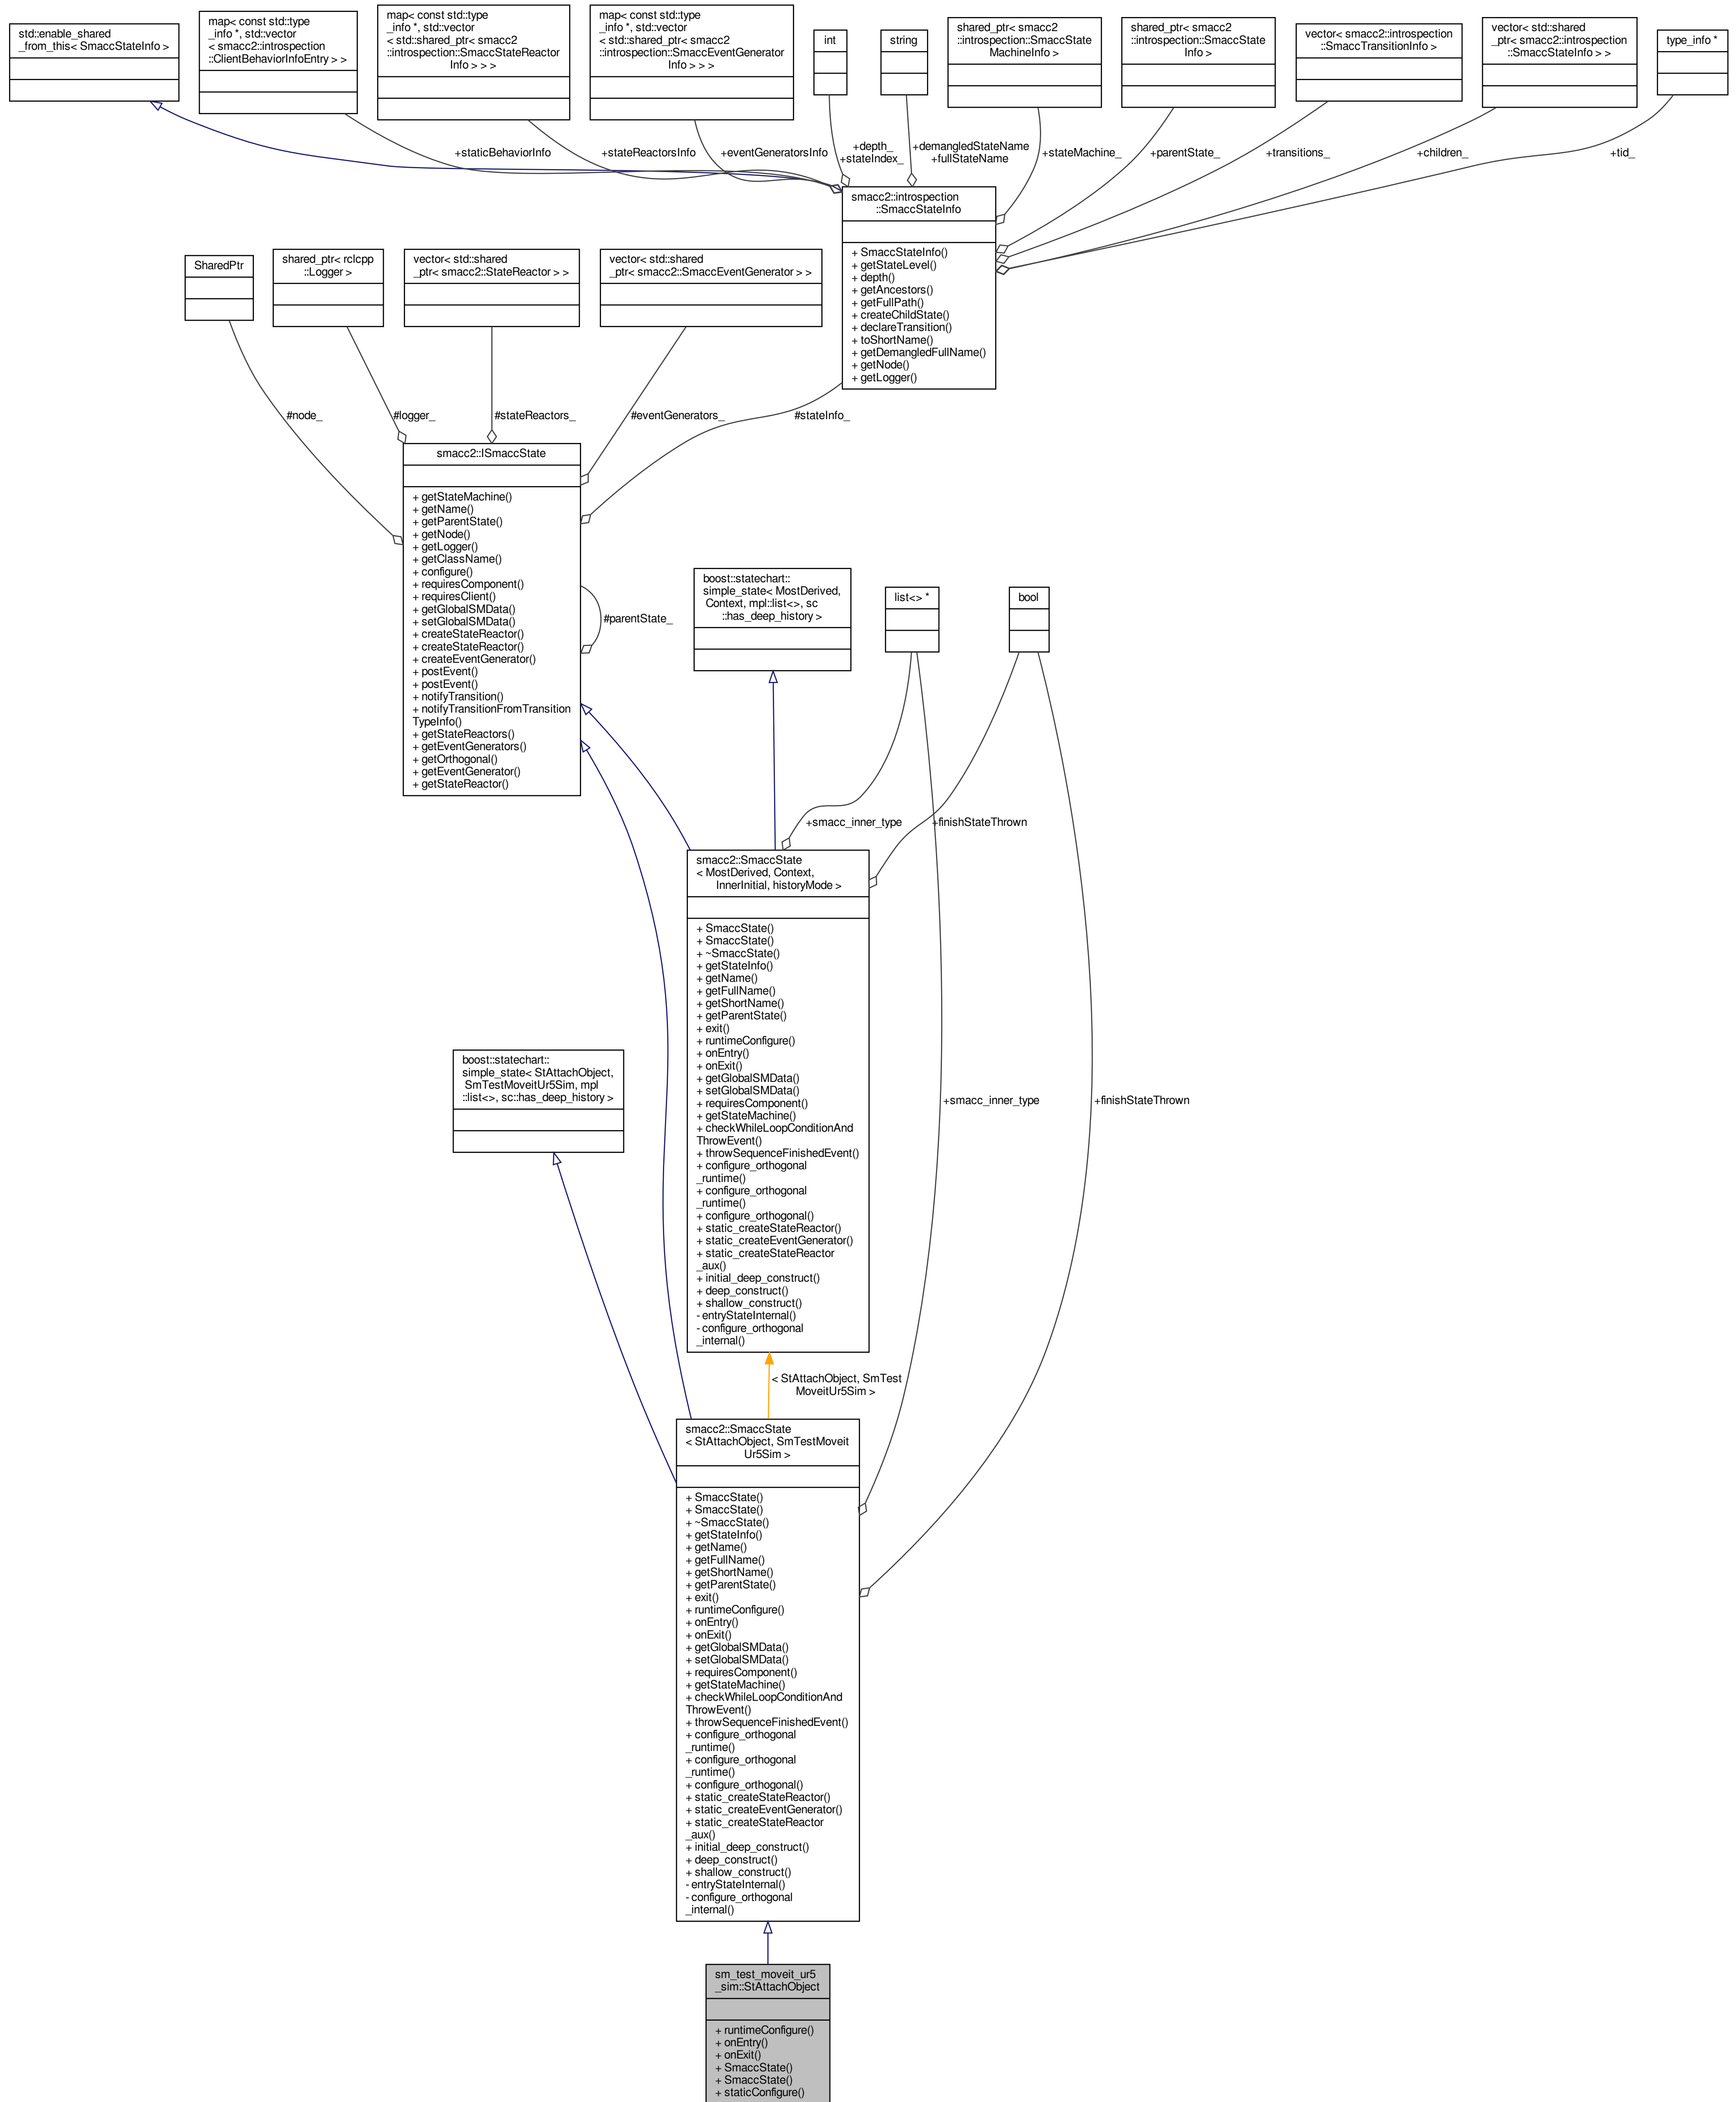 std::enable_shared
_from_this< SmaccStateInfo >
map< const std::type
_info *, std::vector
< smacc2::introspection
::ClientBehaviorInfoEntry > >
map< const std::type
_info *, std::vector
< std::shared_ptr< smacc2
::introspection::SmaccStateReactor
Info > > >
map< const std::type
_info *, std::vector
< std::shared_ptr< smacc2
::introspection::SmaccEventGenerator
Info > > >
int
string
shared_ptr< smacc2
::introspection::SmaccState
MachineInfo >
shared_ptr< smacc2
::introspection::SmaccState
Info >
vector< smacc2::introspection
::SmaccTransitionInfo >
vector< std::shared
_ptr< smacc2::introspection
::SmaccStateInfo > >
type_info *
+staticBehaviorInfo
+stateReactorsInfo
+eventGeneratorsInfo
+depth_
+stateIndex_
+demangledStateName
+fullStateName
+stateMachine_
+parentState_
+transitions_
+children_
+tid_
smacc2::introspection
::SmaccStateInfo
+ SmaccStateInfo()
+ getStateLevel()
+ depth()
+ getAncestors()
+ getFullPath()
+ createChildState()
+ declareTransition()
+ toShortName()
+ getDemangledFullName()
+ getNode()
+ getLogger()
SharedPtr
shared_ptr< rclcpp
::Logger >
vector< std::shared
_ptr< smacc2::StateReactor > >
vector< std::shared
_ptr< smacc2::SmaccEventGenerator > >
#node_
#logger_
#stateReactors_
#eventGenerators_
#stateInfo_
smacc2::ISmaccState
+ getStateMachine()
+ getName()
+ getParentState()
+ getNode()
+ getLogger()
+ getClassName()
+ configure()
+ requiresComponent()
+ requiresClient()
+ getGlobalSMData()
+ setGlobalSMData()
+ createStateReactor()
+ createStateReactor()
+ createEventGenerator()
+ postEvent()
+ postEvent()
+ notifyTransition()
+ notifyTransitionFromTransition
TypeInfo()
+ getStateReactors()
+ getEventGenerators()
+ getOrthogonal()
+ getEventGenerator()
+ getStateReactor()
#parentState_
boost::statechart::
simple_state< MostDerived,
Context, mpl::list<>, sc
::has_deep_history >
list<> *
bool
+smacc_inner_type
+finishStateThrown
smacc2::SmaccState
< MostDerived, Context,
InnerInitial, historyMode >
+ SmaccState()
+ SmaccState()
+ ~SmaccState()
+ getStateInfo()
+ getName()
+ getFullName()
+ getShortName()
+ getParentState()
+ exit()
+ runtimeConfigure()
+ onEntry()
+ onExit()
+ getGlobalSMData()
+ setGlobalSMData()
+ requiresComponent()
+ getStateMachine()
+ checkWhileLoopConditionAnd
ThrowEvent()
+ throwSequenceFinishedEvent()
+ configure_orthogonal
_runtime()
+ configure_orthogonal
_runtime()
+ configure_orthogonal()
+ static_createStateReactor()
+ static_createEventGenerator()
+ static_createStateReactor
_aux()
+ initial_deep_construct()
+ deep_construct()
+ shallow_construct()
- entryStateInternal()
- configure_orthogonal
_internal()
boost::statechart::
simple_state< StAttachObject,
SmTestMoveitUr5Sim, mpl
::list<>, sc::has_deep_history >
+smacc_inner_type
+finishStateThrown
< StAttachObject, SmTest
MoveitUr5Sim >
smacc2::SmaccState
< StAttachObject, SmTestMoveit
Ur5Sim >
+ SmaccState()
+ SmaccState()
+ ~SmaccState()
+ getStateInfo()
+ getName()
+ getFullName()
+ getShortName()
+ getParentState()
+ exit()
+ runtimeConfigure()
+ onEntry()
+ onExit()
+ getGlobalSMData()
+ setGlobalSMData()
+ requiresComponent()
+ getStateMachine()
+ checkWhileLoopConditionAnd
ThrowEvent()
+ throwSequenceFinishedEvent()
+ configure_orthogonal
_runtime()
+ configure_orthogonal
_runtime()
+ configure_orthogonal()
+ static_createStateReactor()
+ static_createEventGenerator()
+ static_createStateReactor
_aux()
+ initial_deep_construct()
+ deep_construct()
+ shallow_construct()
- entryStateInternal()
- configure_orthogonal
_internal()
sm_test_moveit_ur5
_sim::StAttachObject
+ runtimeConfigure()
+ onEntry()
+ onExit()
+ SmaccState()
+ SmaccState()
+ staticConfigure()